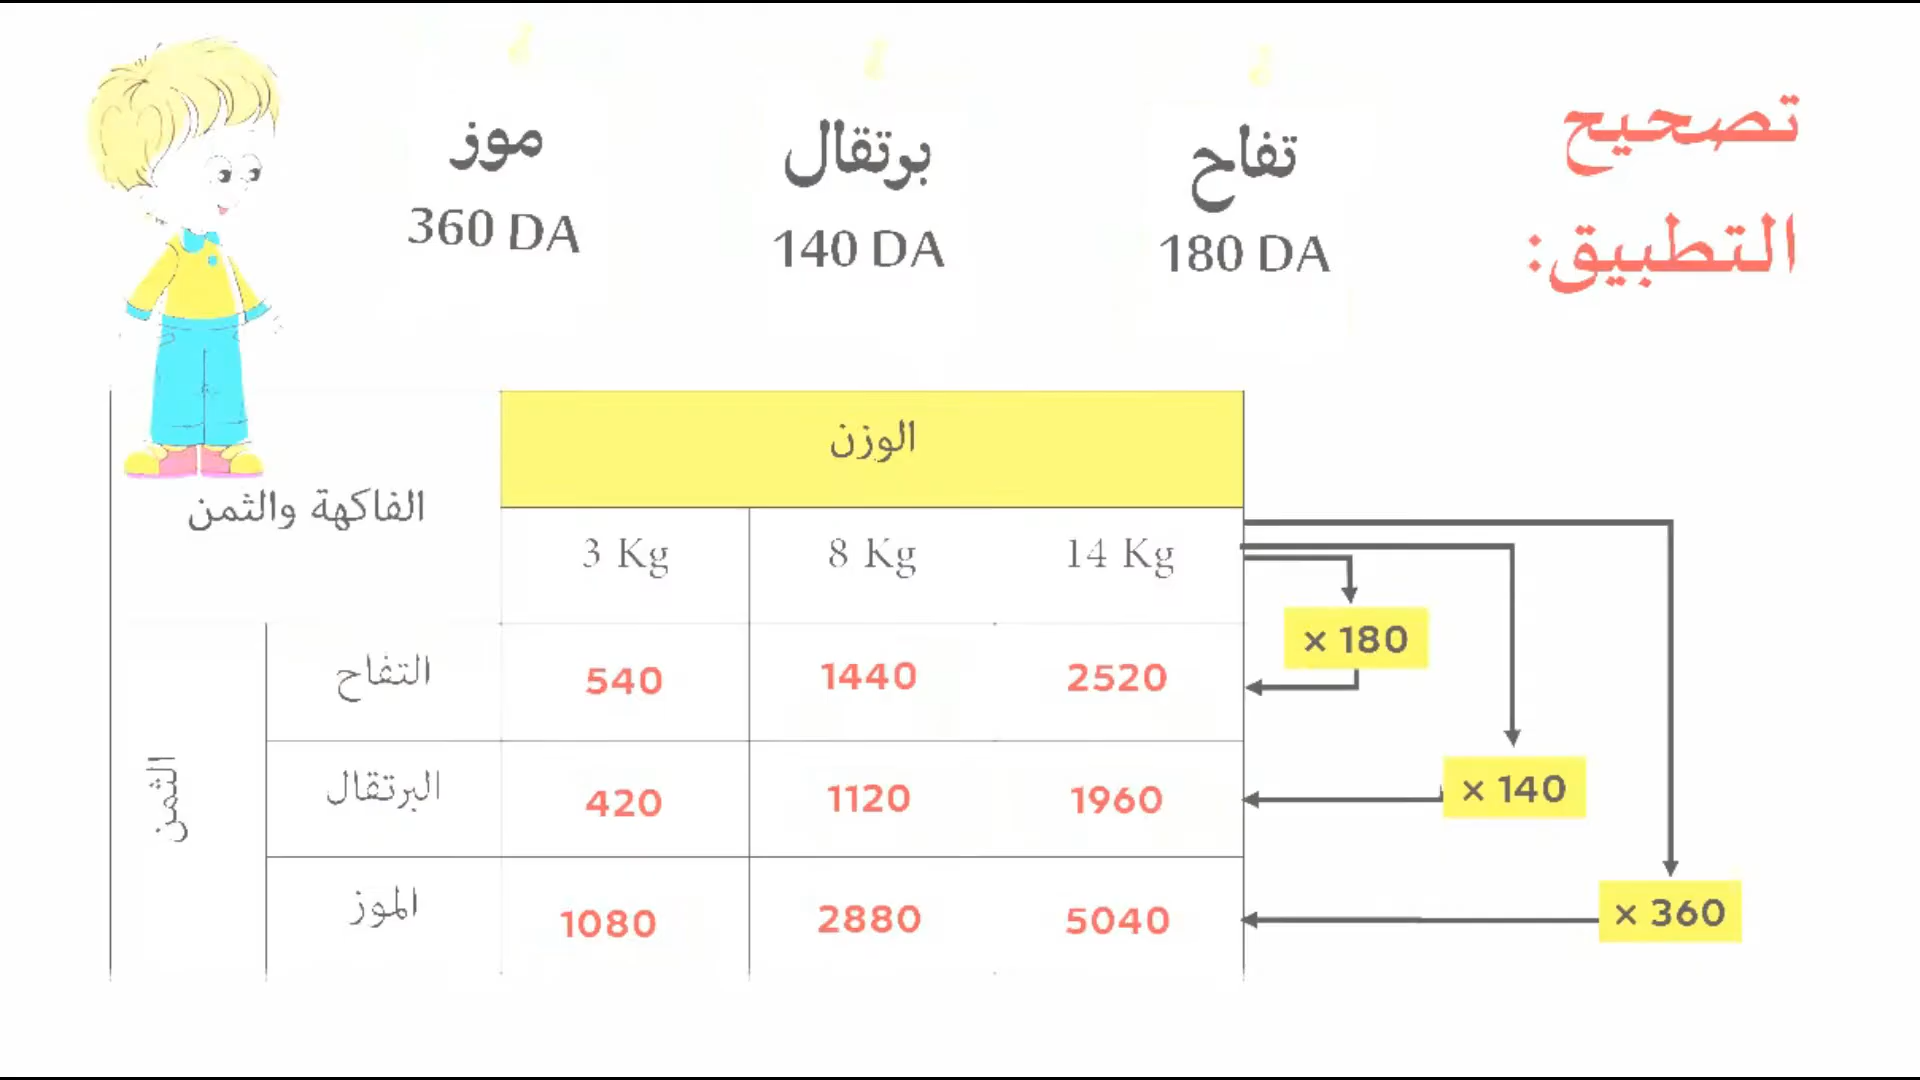 تصحيح
التطبيق:
تفاح
180 DA
برتقال
140 DA
موز
360 DA
الوزن
الفاكهة والثمن
3 Kg 8 Kg 14 Kg
الثمن
التفاح 540 1440 2520
× 180
البرتقال 420 1120 1960
× 140
الموز 1080 2880 5040
× 360